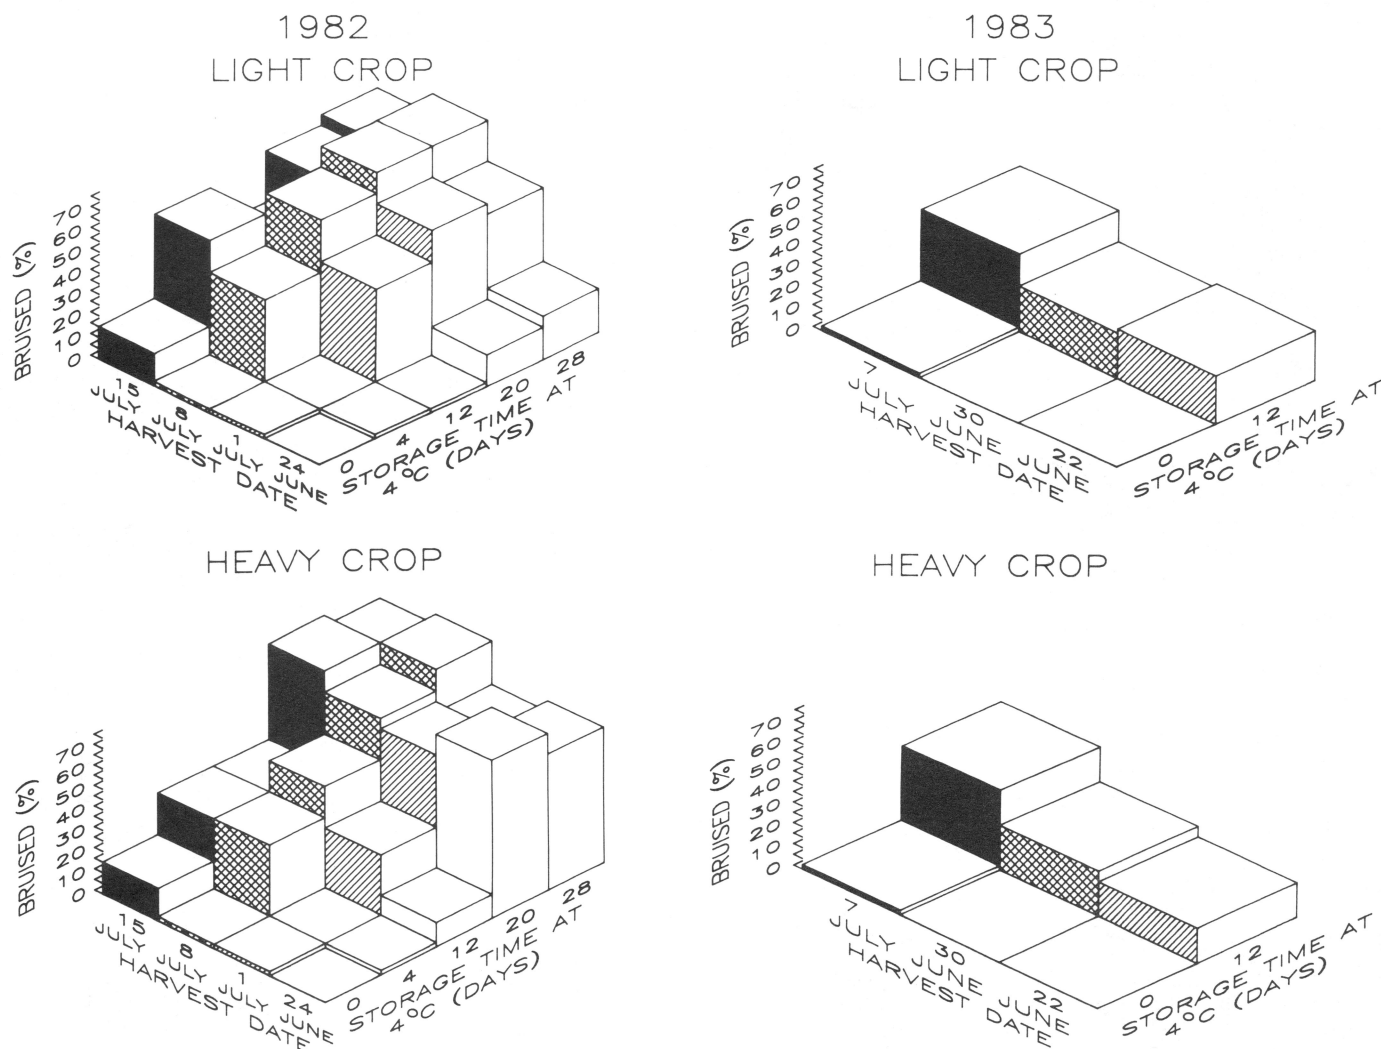 1982
LIGHT CROP
BRUISED (%)
70
60
50
40
30
20
10
0
15 JULY
8 JULY
1 JULY
24 JUNE
HARVEST DATE
0
4
12
20
28
STORAGE TIME AT
4°C (DAYS)
1983
LIGHT CROP
BRUISED (%)
70
60
50
40
30
20
10
0
7 JULY
30 JUNE
22 JUNE
HARVEST DATE
0
12
STORAGE TIME AT
4°C (DAYS)
HEAVY CROP
BRUISED (%)
70
60
50
40
30
20
10
0
15 JULY
8 JULY
1 JULY
24 JUNE
HARVEST DATE
0
4
12
20
28
STORAGE TIME AT
4°C (DAYS)
HEAVY CROP
BRUISED (%)
70
60
50
40
30
20
10
0
7 JULY
30 JUNE
22 JUNE
HARVEST DATE
0
12
STORAGE TIME AT
4°C (DAYS)